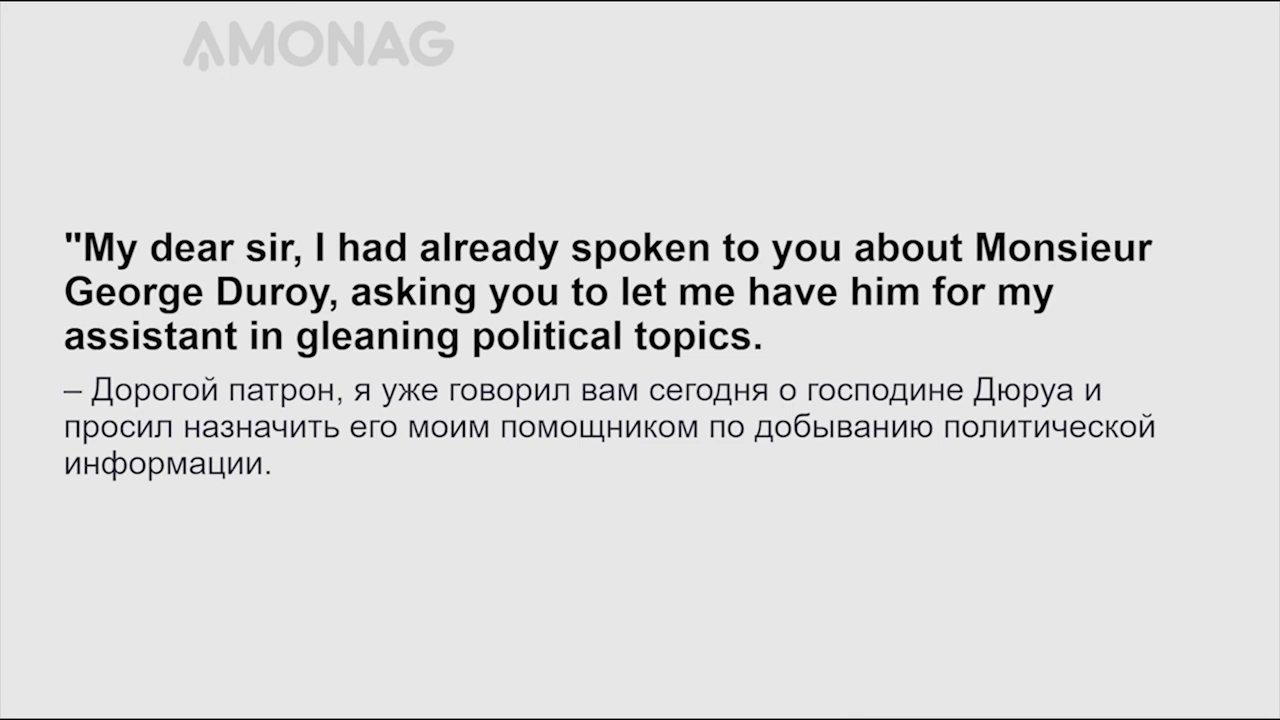 AMONAG
"My dear sir, I had already spoken to you about Monsieur
George Duroy, asking you to let me have him for my
assistant in gleaning political topics.
– Дорогой патрон, я уже говорил вам сегодня о господине Дюруа и
просил назначить его моим помощником по добыванию политической
информации.